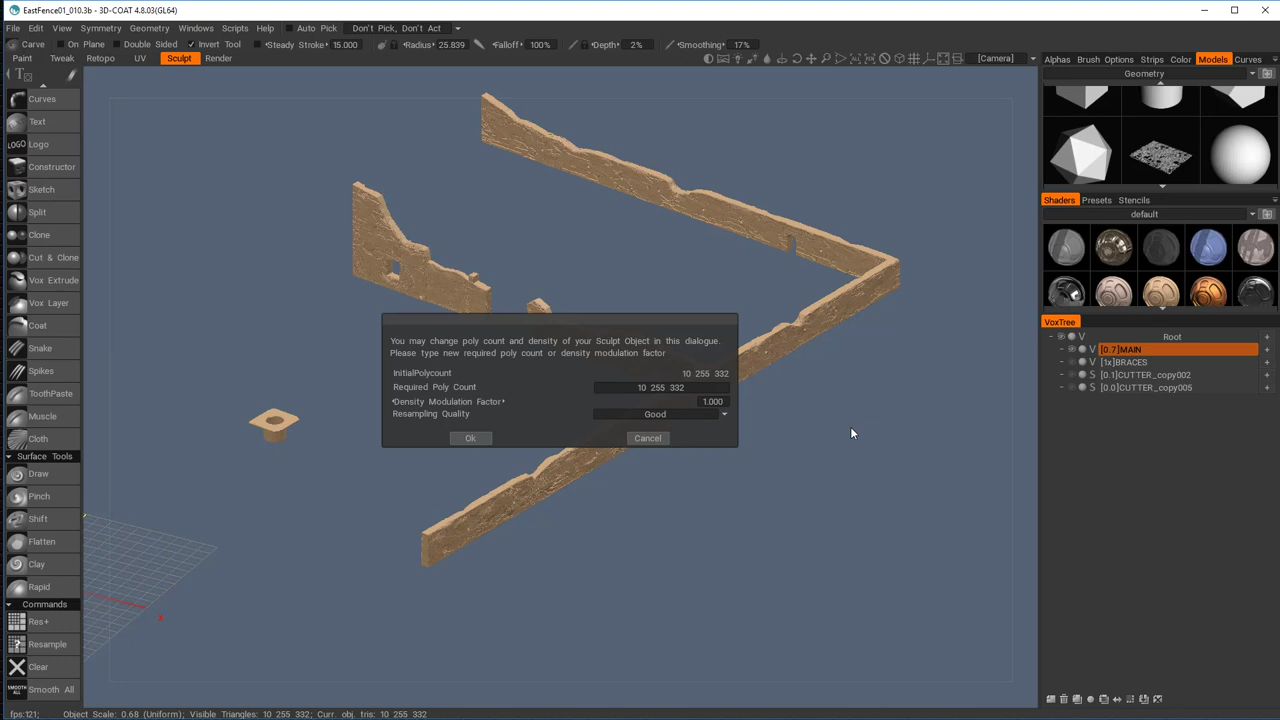 EastFence01_010.3b - 3D-COAT 4.8.03(GL64)
File Edit View Symmetry Geometry Windows Scripts Help Auto Pick Don't Pick, Don't Act
Carve On Plane Double Sided Invert Tool Steady Stroke 15.000 Radius 25.839 Falloff 100% Depth 2% Smoothing 17%
Paint Tweak Retopo UV Sculpt Render [Camera] Alphas Brush Options Strips Color Models Curves
Geometry
Curves
Text
LOGO Logo
Constructor
Sketch
Split
Clone
Cut & Clone
Vox Extrude
Vox Layer
Coat
Snake
Spikes
ToothPaste
Muscle
Cloth
Surface Tools
Draw
Pinch
Shift
Flatten
Clay
Rapid
Commands
Res+
Resample
Clear
SMOOTH ALL Smooth All
You may change poly count and density of your Sculpt Object in this dialogue.
Please type new required poly count or density modulation factor
InitialPolycount 10 255 332
Required Poly Count 10 255 332
Density Modulation Factor 1.000
Resampling Quality Good
Ok Cancel
x
Shaders Presets Stencils
default
VoxTree
V Root +
V [0.7]MAIN +
V [1x]BRACES +
S [0.1]CUTTER_copy002 +
S [0.0]CUTTER_copy005 +
fps:121; Object Scale: 0.68 (Uniform); Visible Triangles: 10 255 332; Curr. obj. tris: 10 255 332